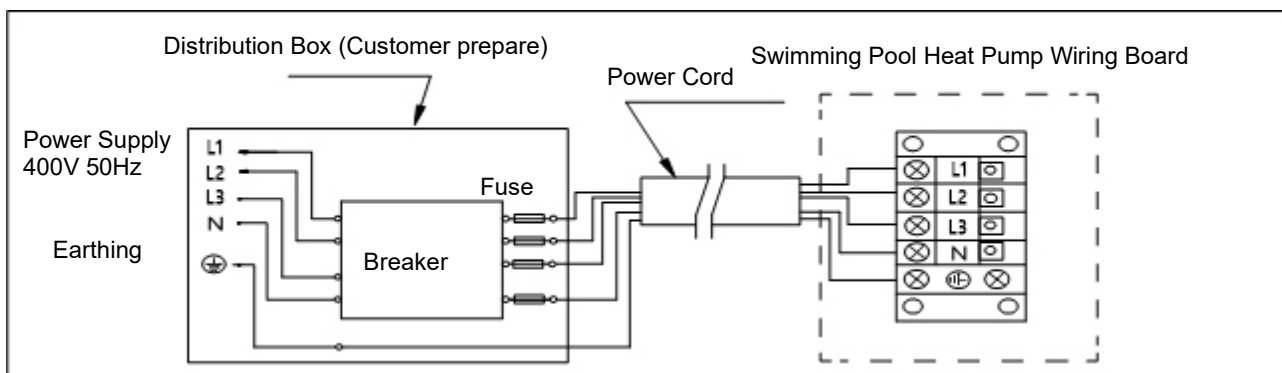 Distribution Box (Customer prepare)
Power Cord
Swimming Pool Heat Pump Wiring Board
Power Supply
400V 50Hz
Earthing
L1
L2
L3
N
Breaker
Fuse
L1
L2
L3
N